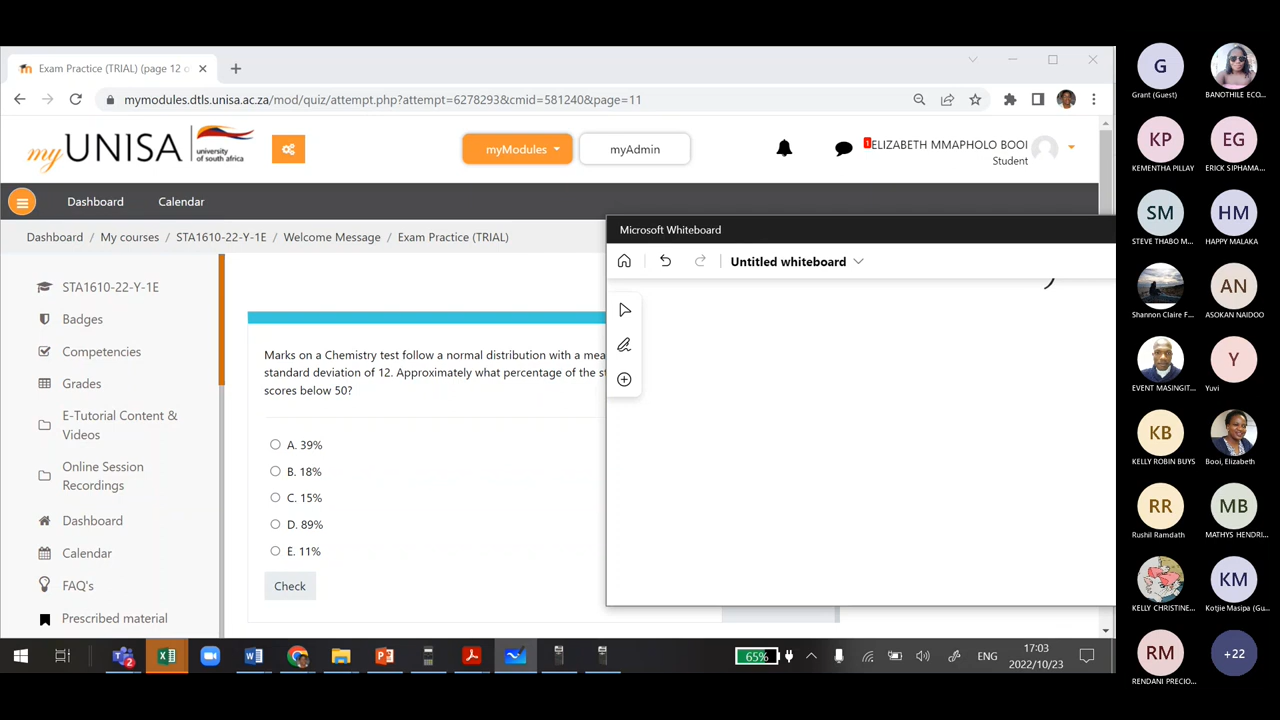 Exam Practice (TRIAL) (page 12 o
mymodules.dtls.unisa.ac.za/mod/quiz/attempt.php?attempt=6278293&cmid=581240&page=11
myUNISA
university
of south africa
myModules
myAdmin
1
ELIZABETH MMAPHOLO BOOI
Student
Dashboard
Calendar
Dashboard / My courses / STA1610-22-Y-1E / Welcome Message / Exam Practice (TRIAL)
STA1610-22-Y-1E
Badges
Competencies
Grades
E-Tutorial Content &
Videos
Online Session
Recordings
Dashboard
Calendar
FAQ's
Prescribed material
Marks on a Chemistry test follow a normal distribution with a mea
standard deviation of 12. Approximately what percentage of the st
scores below 50?
A. 39%
B. 18%
C. 15%
D. 89%
E. 11%
Check
Microsoft Whiteboard
Untitled whiteboard
G
Grant (Guest)
BANOTHILE ECO...
KP
KEMENTHA PILLAY
EG
ERICK SIPHAMA...
SM
STEVE THABO M...
HM
HAPPY MALAKA
Shannon Claire F...
AN
ASOKAN NAIDOO
EVENT MASINGIT...
Y
Yuvi
KB
KELLY ROBIN BUYS
Booi, Elizabeth
RR
Rushil Ramdath
MB
MATHYS HENDRI...
KELLY CHRISTINE...
KM
Kotjie Masipa (Gu...
RM
RENDANI PRECIO...
+22
2
65%
ENG
17:03
2022/10/23